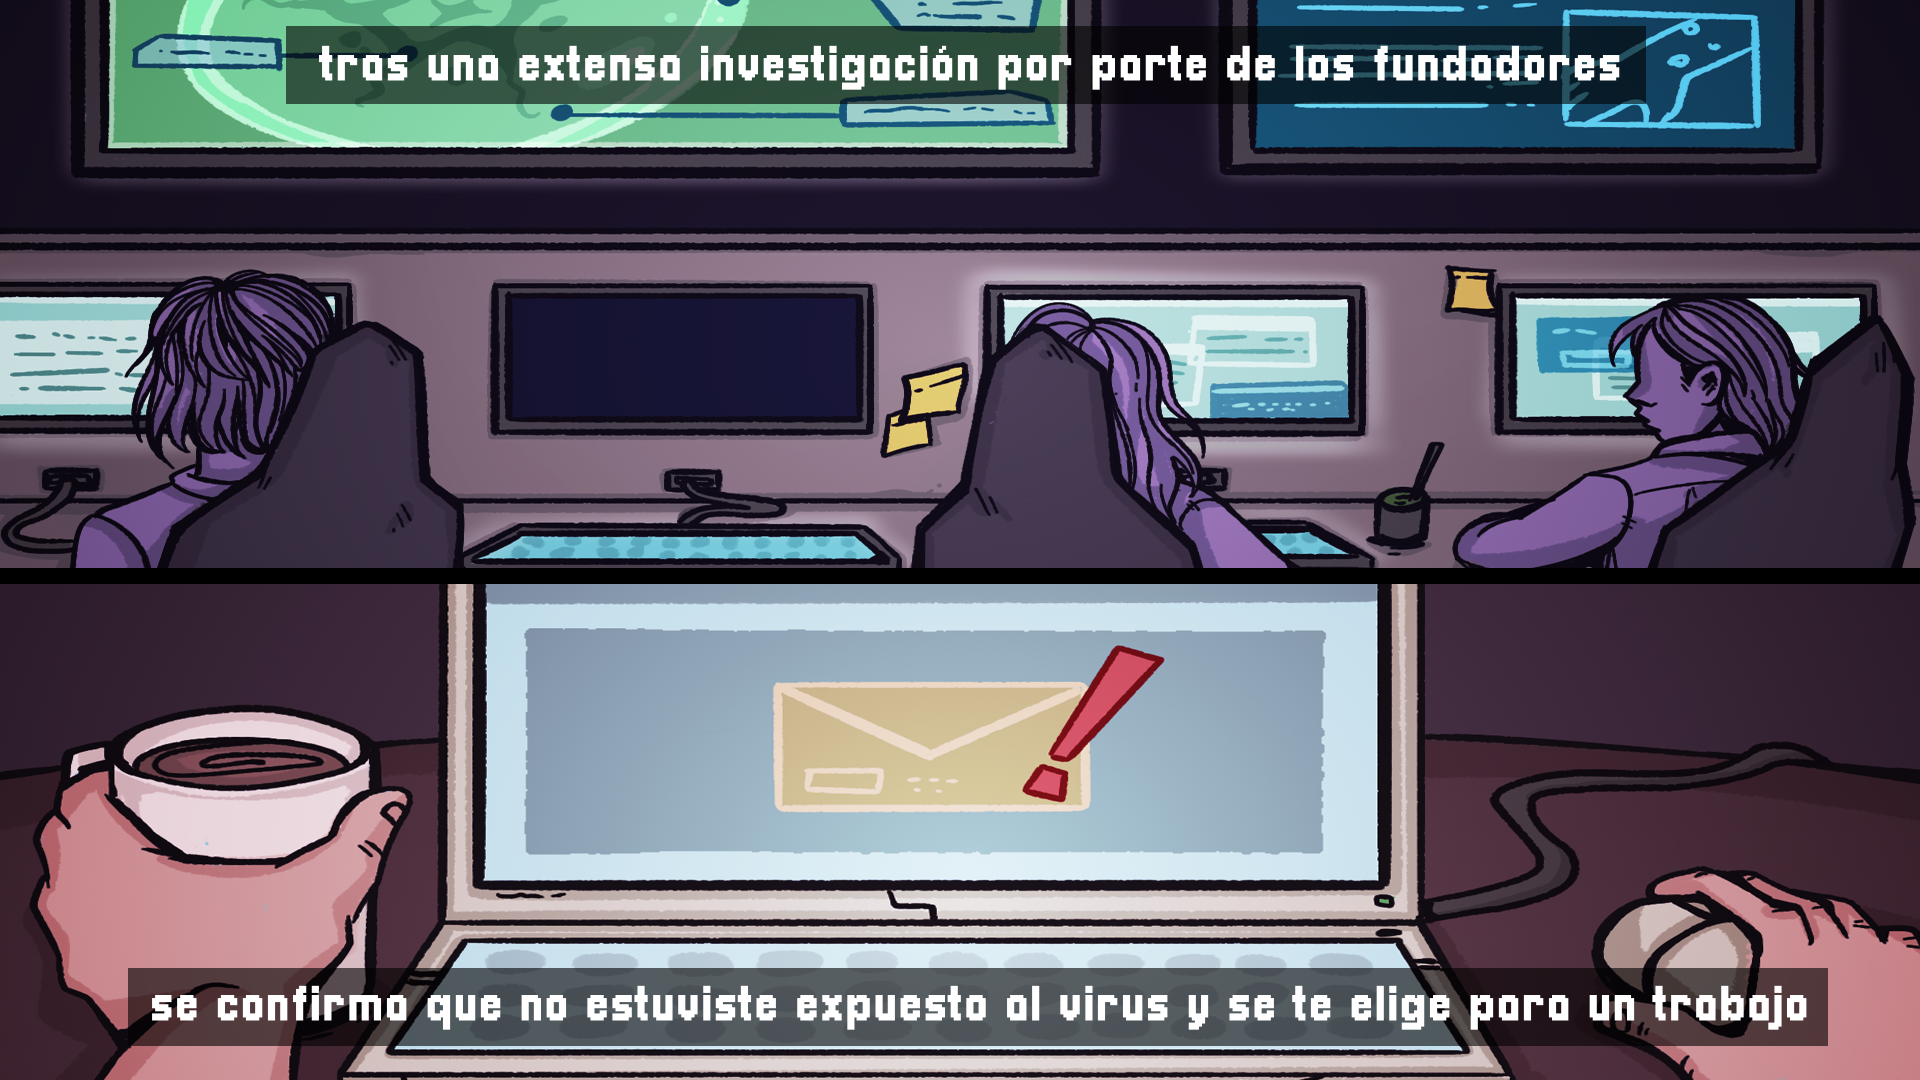 tras una extensa investigación por parte de los fundadores
se confirma que no estuviste expuesto al virus y se te elige para un trabajo